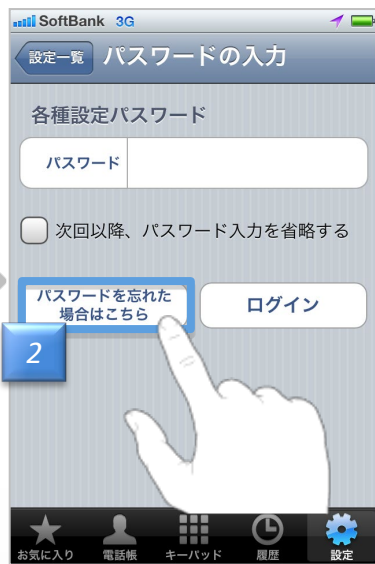 SoftBank 3G
設定一覧 パスワードの入力
各種設定パスワード
パスワード
次回以降、パスワード入力を省略する
パスワードを忘れた
場合はこちら
ログイン
2
お気に入り 電話帳 キーパッド 履歴 設定